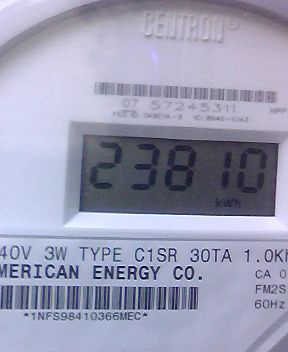 CENTRON®
07 57245311
23810
kWh
40V 3W TYPE C1SR 30TA 1.0K
MERICAN ENERGY CO.
CA 0
FM2S
60Hz
*1NFS98410366MEC*